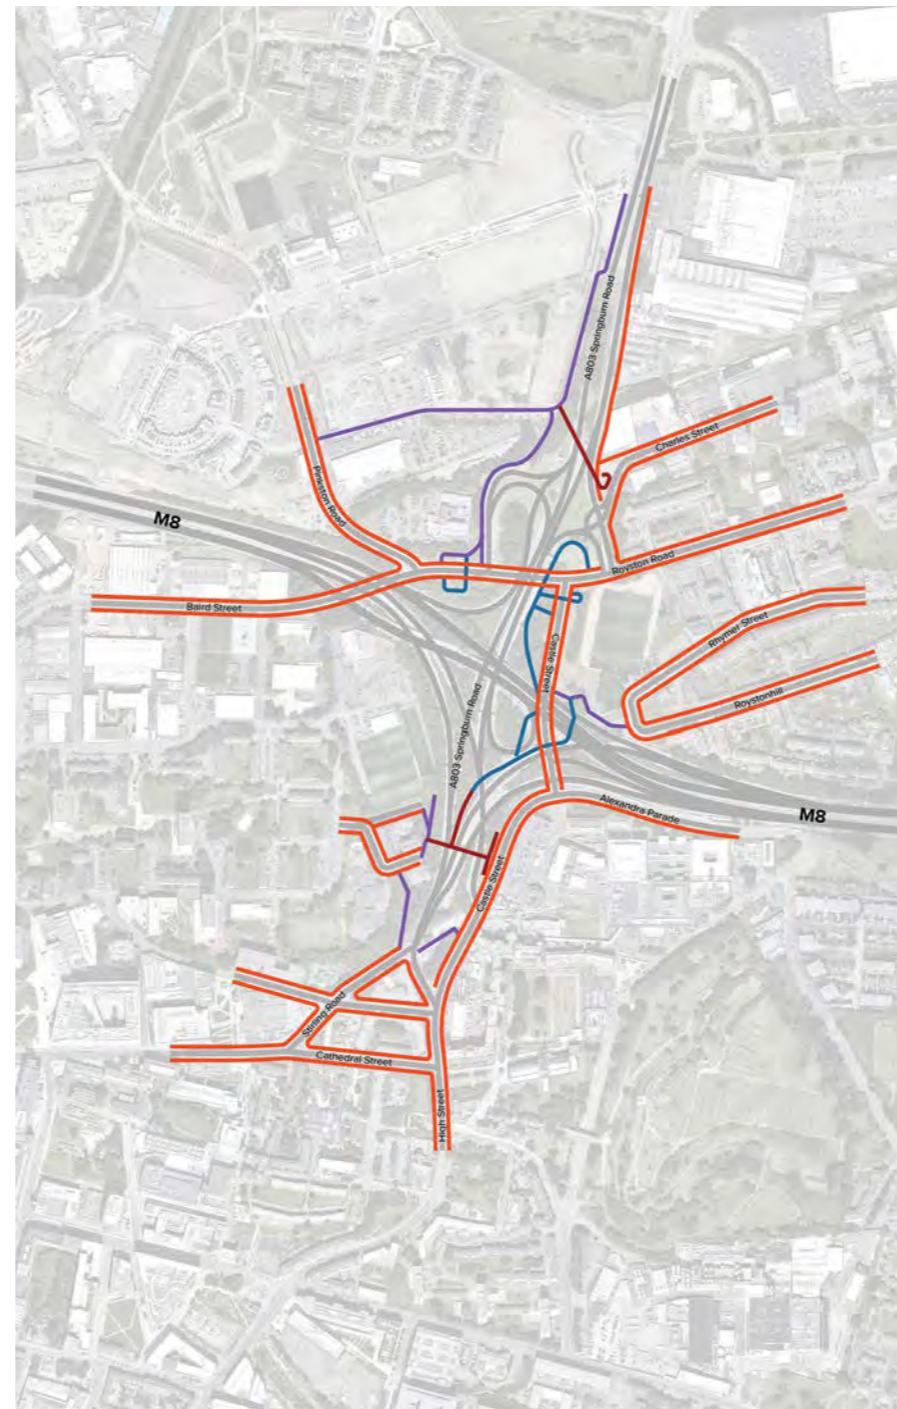 A803 Springburn Road
Charles Street
Pinkston Road
M8
Royston Road
Baird Street
Rhymer Street
Castle Street
Roystonhill
A803 Springburn Road
Alexandra Parade
M8
Castle Street
Stirling Road
Cathedral Street
High Street